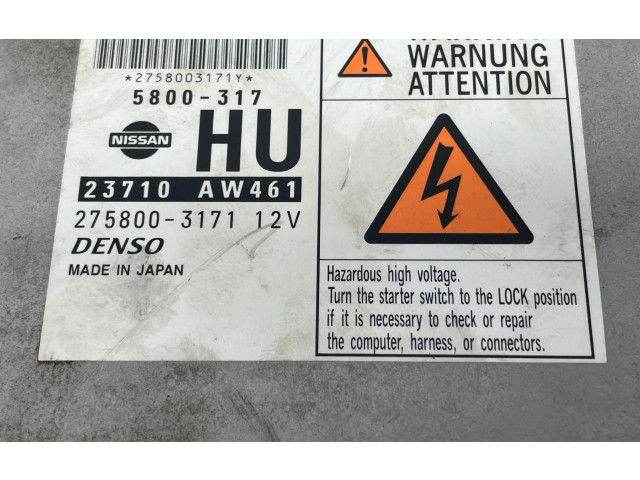 *2758003171Y*
5800-317
NISSAN
HU
23710 AW461
275800-3171 12V
DENSO
MADE IN JAPAN
WARNUNG
ATTENTION
Hazardous high voltage.
Turn the starter switch to the LOCK position
if it is necessary to check or repair
the computer, harness, or connectors.